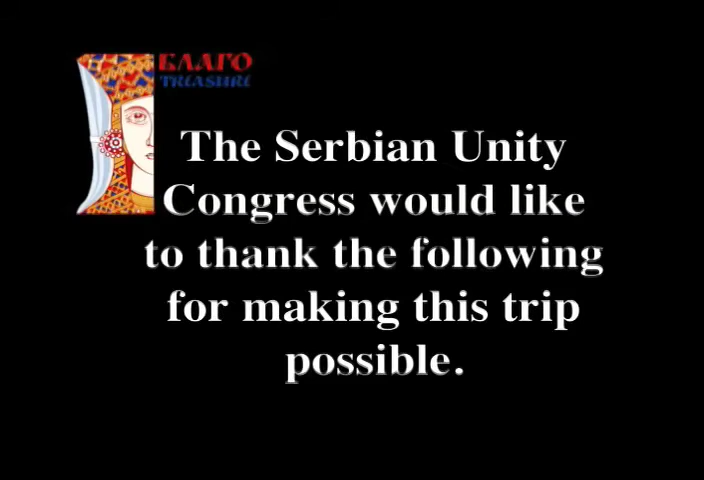 БЛАГО
TREASURE
The Serbian Unity
Congress would like
to thank the following
for making this trip
possible.